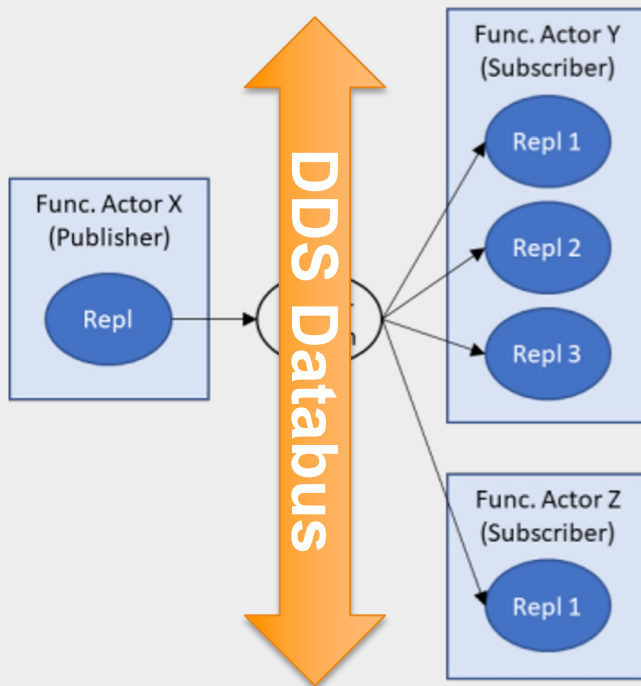 Func. Actor X
(Publisher)
Repl
DDS Databus
Func. Actor Y
(Subscriber)
Repl 1
Repl 2
Repl 3
Func. Actor Z
(Subscriber)
Repl 1